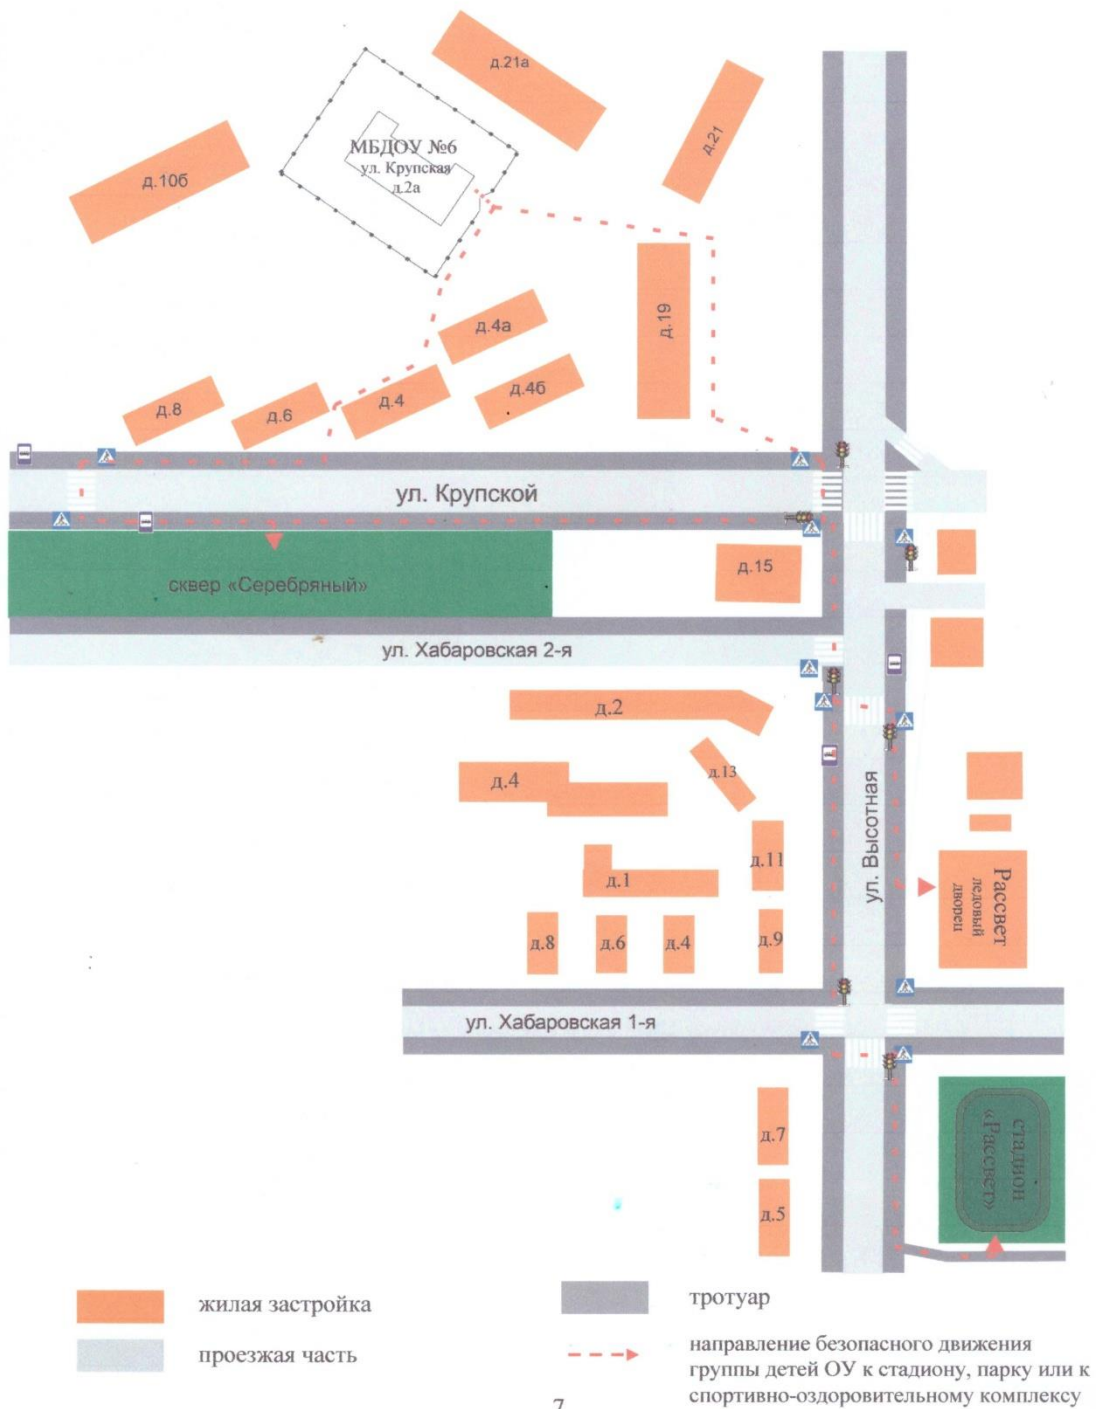 д.21а
д.21
МБДОУ №6
ул. Крупская
д.2а
д.10б
д.19
д.4а
д.4б
д.8
д.6
д.4
ул. Крупской
д.15
сквер «Серебряный»
ул. Хабаровская 2-я
д.2
д.4
д.13
ул. Высотная
д.11
д.1
Рассвет
ледовый
дворец
д.8
д.6
д.4
д.9
ул. Хабаровская 1-я
д.7
стадион
«Рассвет»
д.5
жилая застройка
тротуар
проезжая часть
направление безопасного движения
группы детей ОУ к стадиону, парку или к
спортивно-оздоровительному комплексу
7